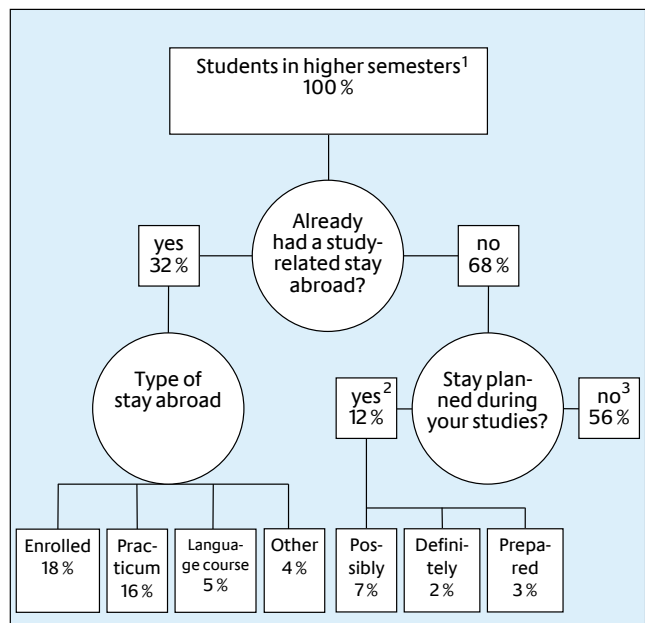 Students in higher semesters¹
100 %
Already
had a study-
related stay
abroad?
yes
32 %
no
68 %
Type of
stay abroad
Stay plan-
ned during
your studies?
yes²
12 %
no³
56 %
Enrolled
18 %
Prac-
ticum
16 %
Langua-
ge course
5 %
Other
4 %
Pos-
sibly
7 %
Defini-
tely
2 %
Prepa-
red
3 %